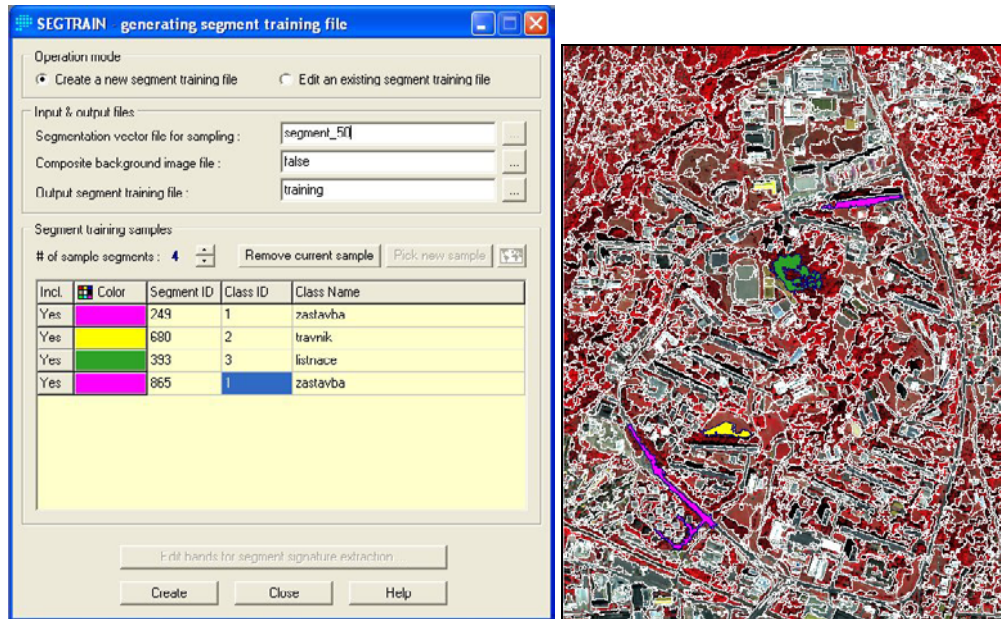 SEGTRAIN - generating segment training file
Operation mode
Create a new segment training file
Edit an existing segment training file
Input & output files
Segmentation vector file for sampling :
segment_50
...
Composite background image file :
false
...
Output segment training file :
training
...
Segment training samples
# of sample segments : 4
Remove current sample
Pick new sample
Incl. Color Segment ID Class ID Class Name
Yes 249 1 zastavba
Yes 680 2 travnik
Yes 393 3 listnace
Yes 865 1 zastavba
Edit bands for segment signature extraction
Create
Close
Help